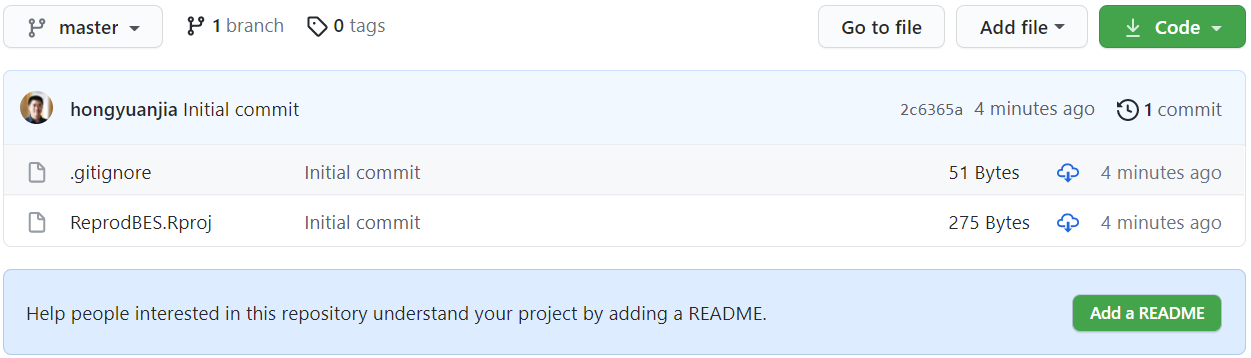 master 1 branch 0 tags Go to file Add file Code
hongyuanjia Initial commit 2c6365a 4 minutes ago 1 commit
.gitignore Initial commit 51 Bytes 4 minutes ago
ReprodBES.Rproj Initial commit 275 Bytes 4 minutes ago
Help people interested in this repository understand your project by adding a README. Add a README